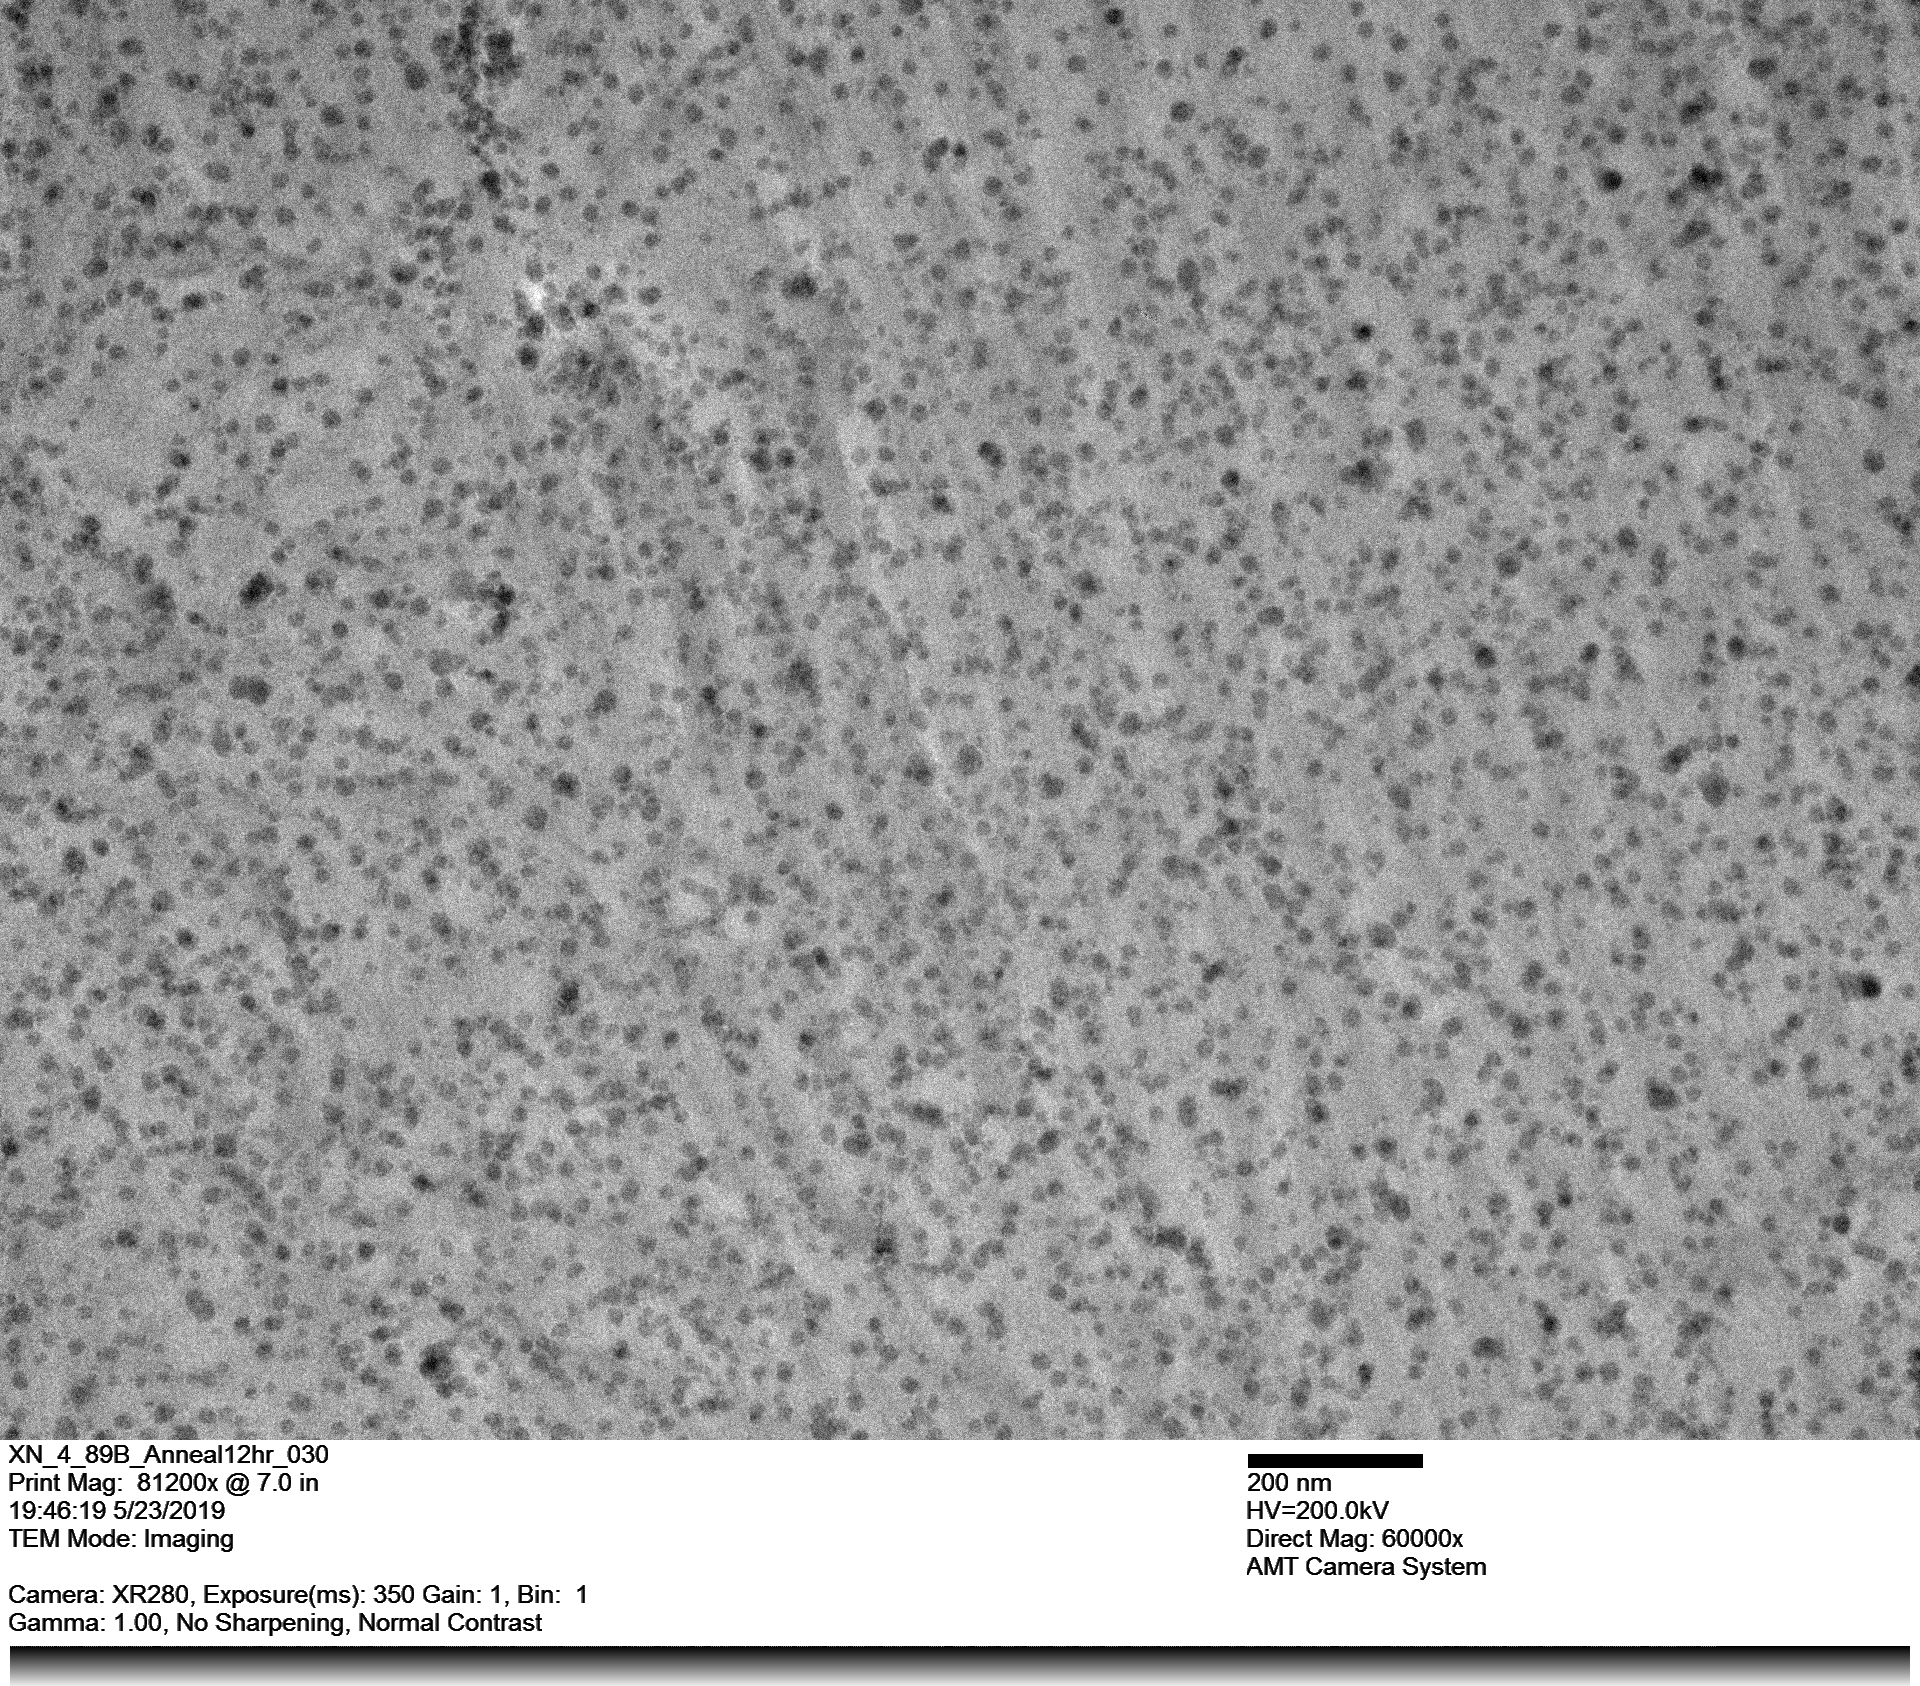 XN_4_89B_Anneal12hr_030
Print Mag:  81200x @ 7.0 in
19:46:19 5/23/2019
TEM Mode: Imaging
Camera: XR280, Exposure(ms): 350 Gain: 1, Bin:  1
Gamma: 1.00, No Sharpening, Normal Contrast
200 nm
HV=200.0kV
Direct Mag: 60000x
AMT Camera System